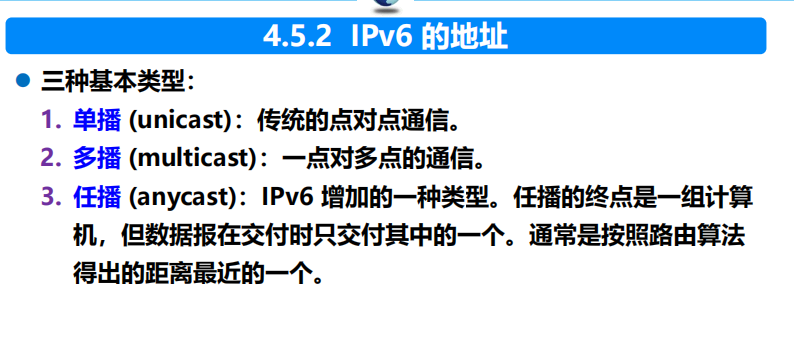 4.5.2 IPv6 的地址
● 三种基本类型：
1. 单播 (unicast)：传统的点对点通信。
2. 多播 (multicast)：一点对多点的通信。
3. 任播 (anycast)：IPv6 增加的一种类型。任播的终点是一组计算
机，但数据报在交付时只交付其中的一个。通常是按照路由算法
得出的距离最近的一个。